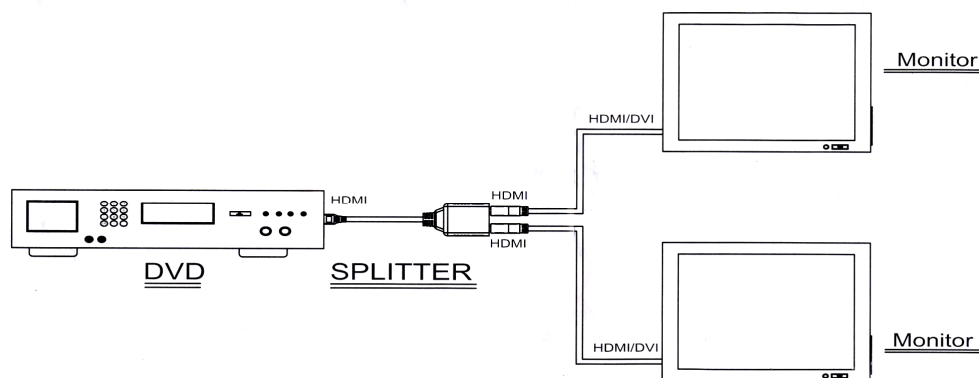 Monitor
HDMI/DVI
HDMI
HDMI
HDMI
DVD
SPLITTER
HDMI/DVI
Monitor